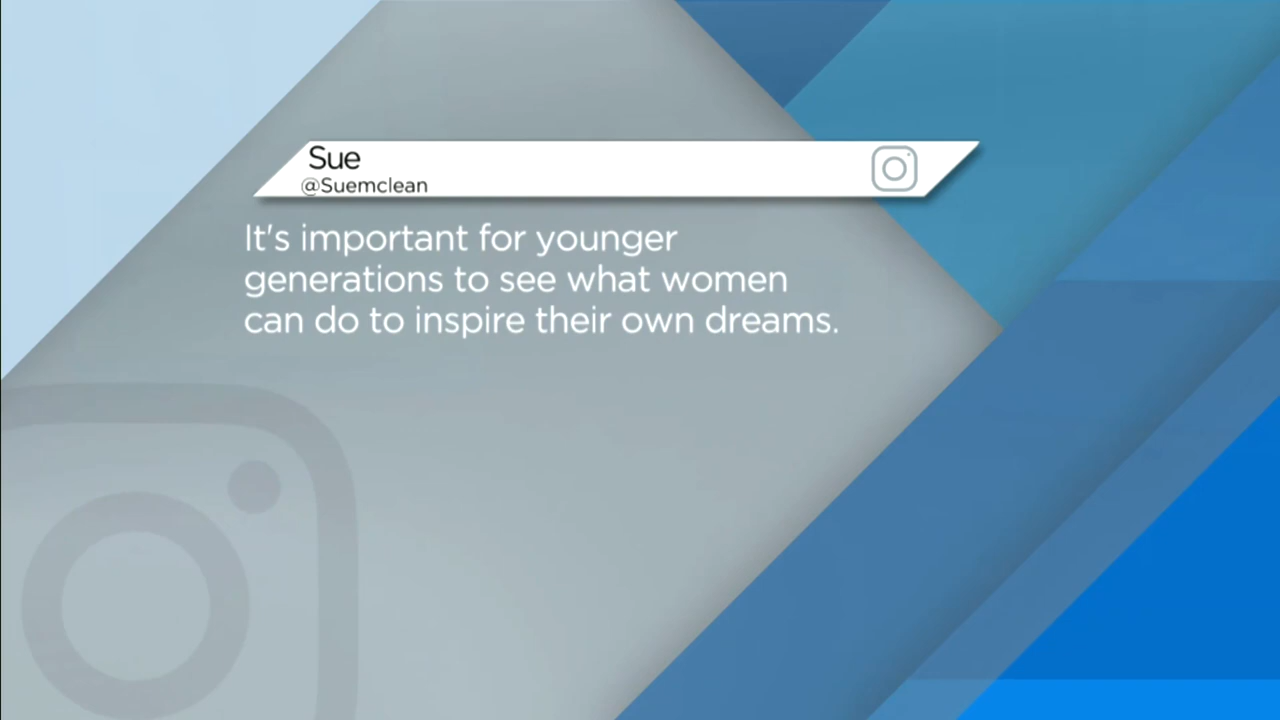 Sue
@Suemclean
It's important for younger
generations to see what women
can do to inspire their own dreams.